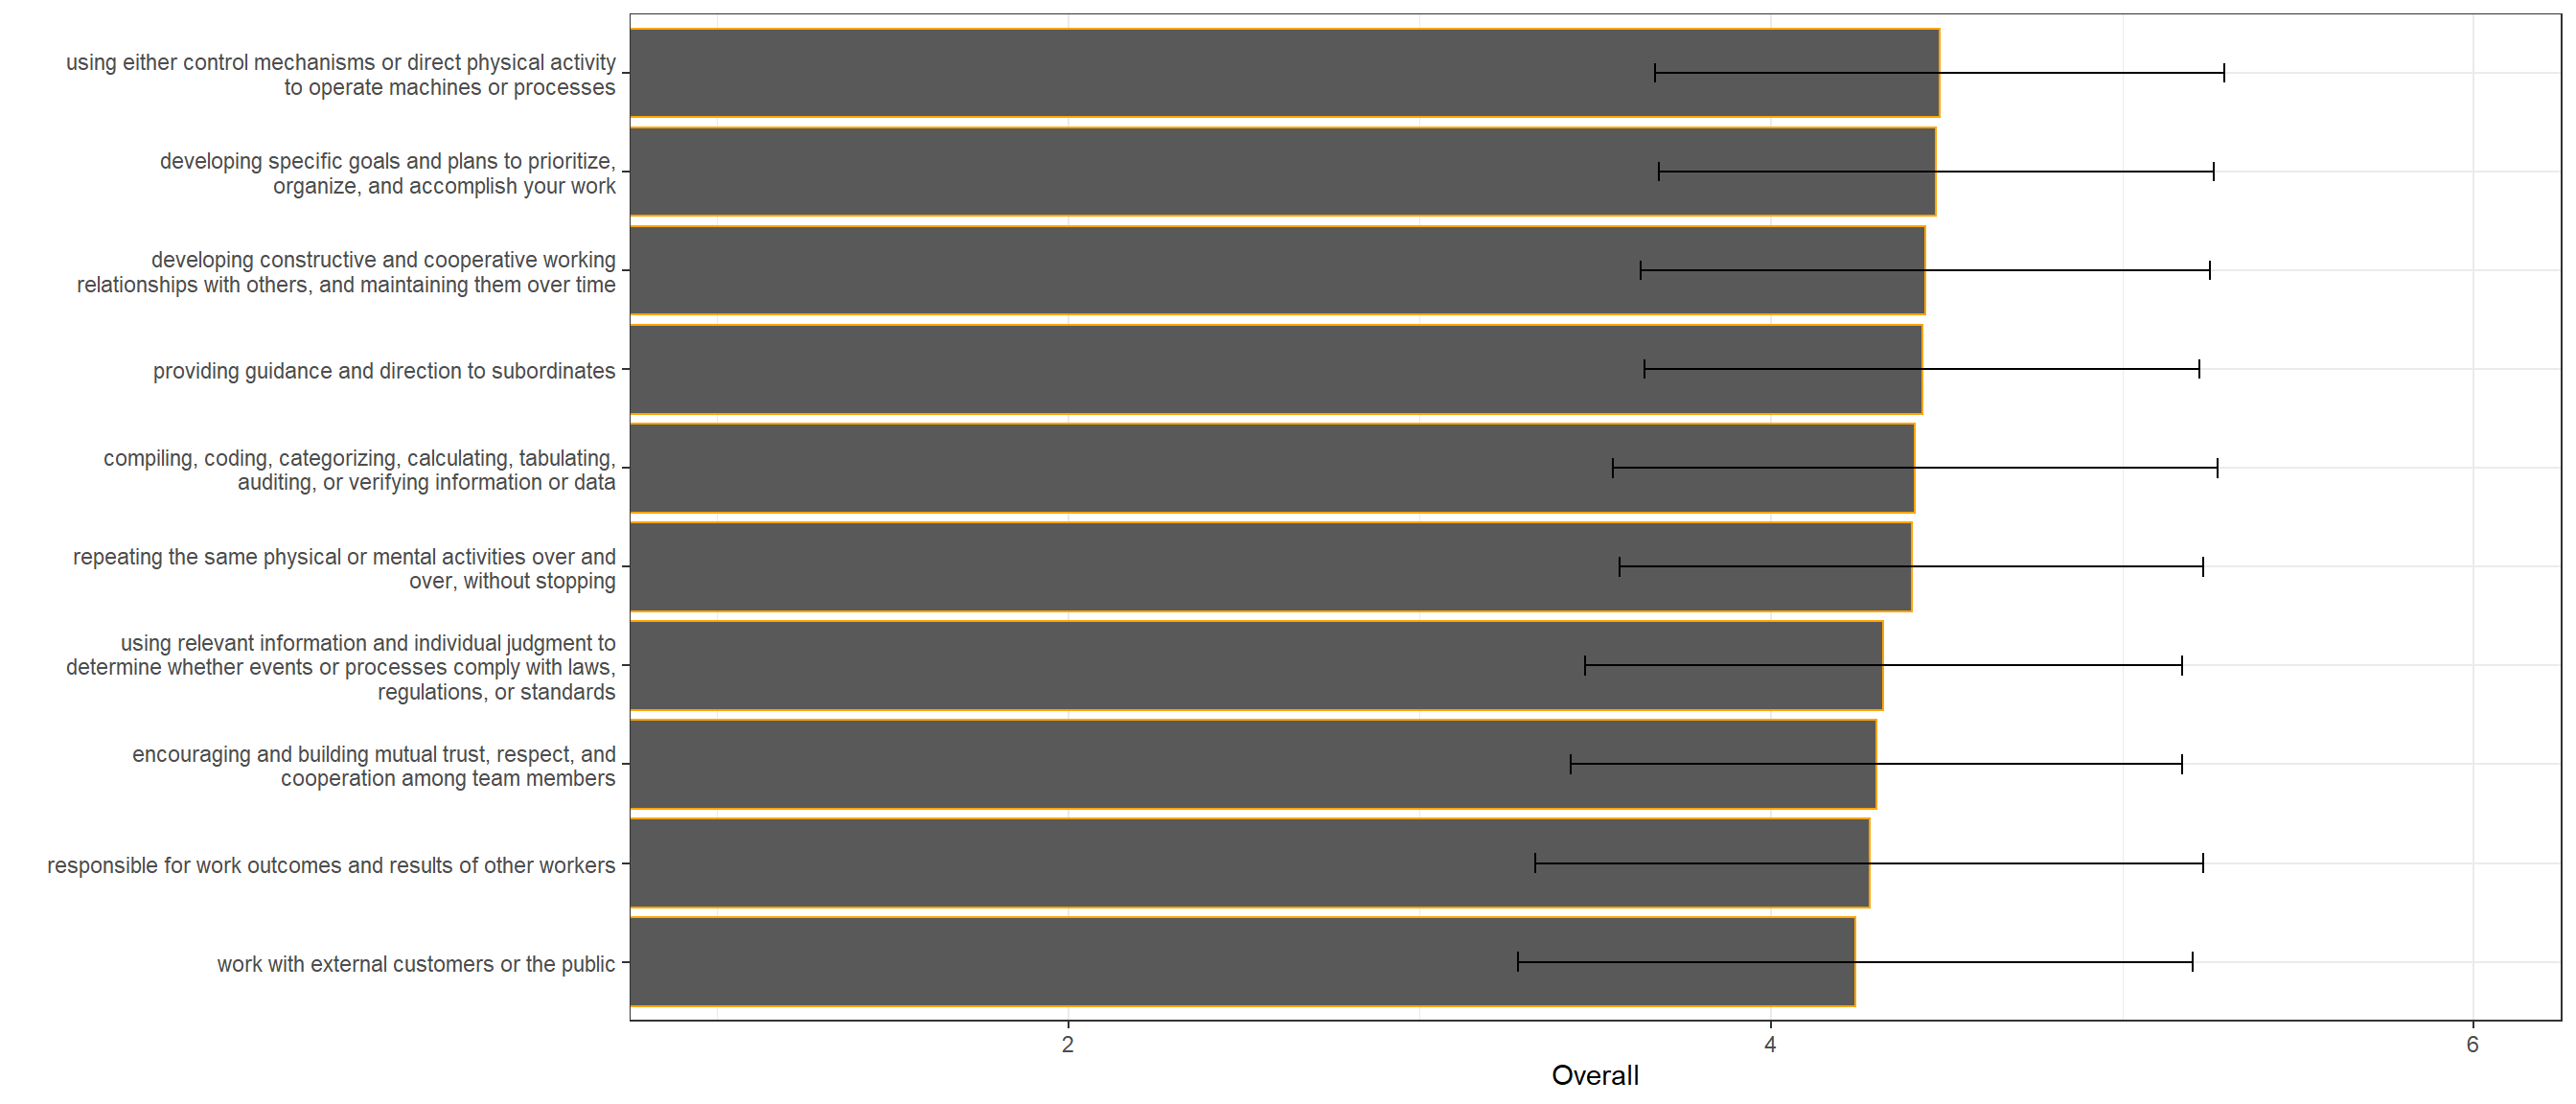 using either control mechanisms or direct physical activity
to operate machines or processes
developing specific goals and plans to prioritize,
organize, and accomplish your work
developing constructive and cooperative working
relationships with others, and maintaining them over time
providing guidance and direction to subordinates
compiling, coding, categorizing, calculating, tabulating,
auditing, or verifying information or data
repeating the same physical or mental activities over and
over, without stopping
using relevant information and individual judgment to
determine whether events or processes comply with laws,
regulations, or standards
encouraging and building mutual trust, respect, and
cooperation among team members
responsible for work outcomes and results of other workers
work with external customers or the public
2 4 6
Overall